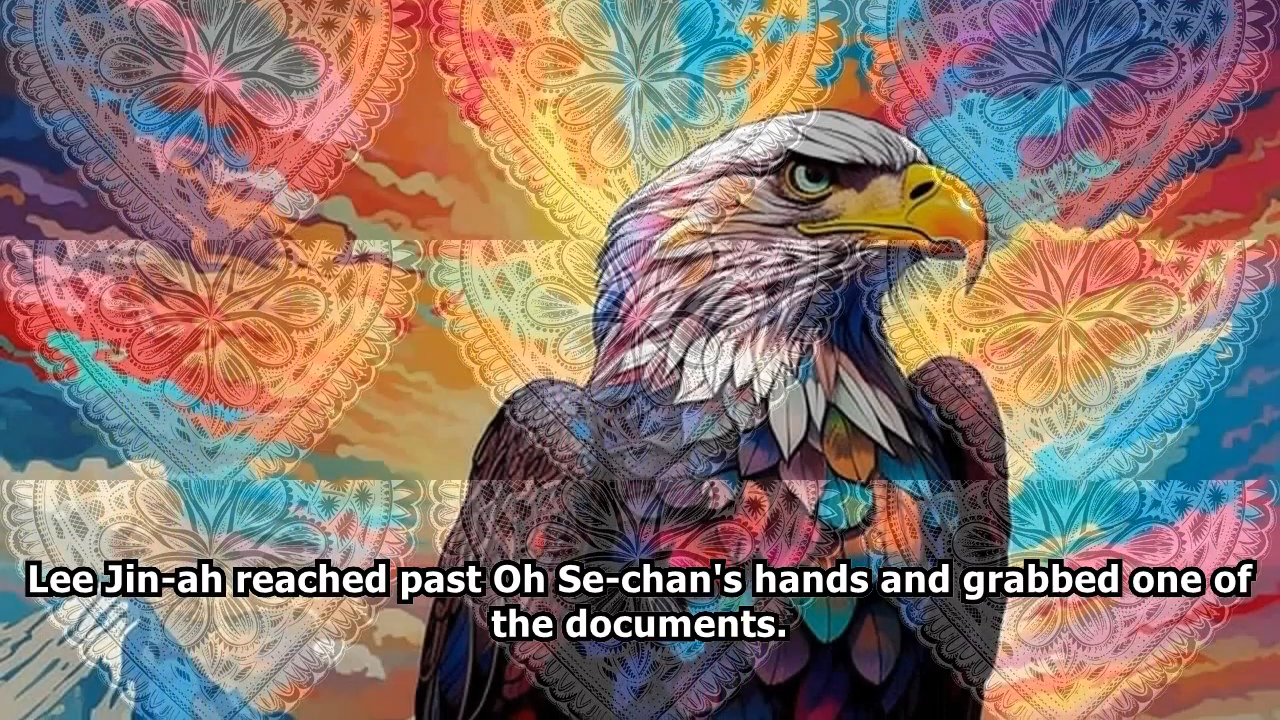 Lee Jin-ah reached past Oh Se-chan's hands and grabbed one of
the documents.